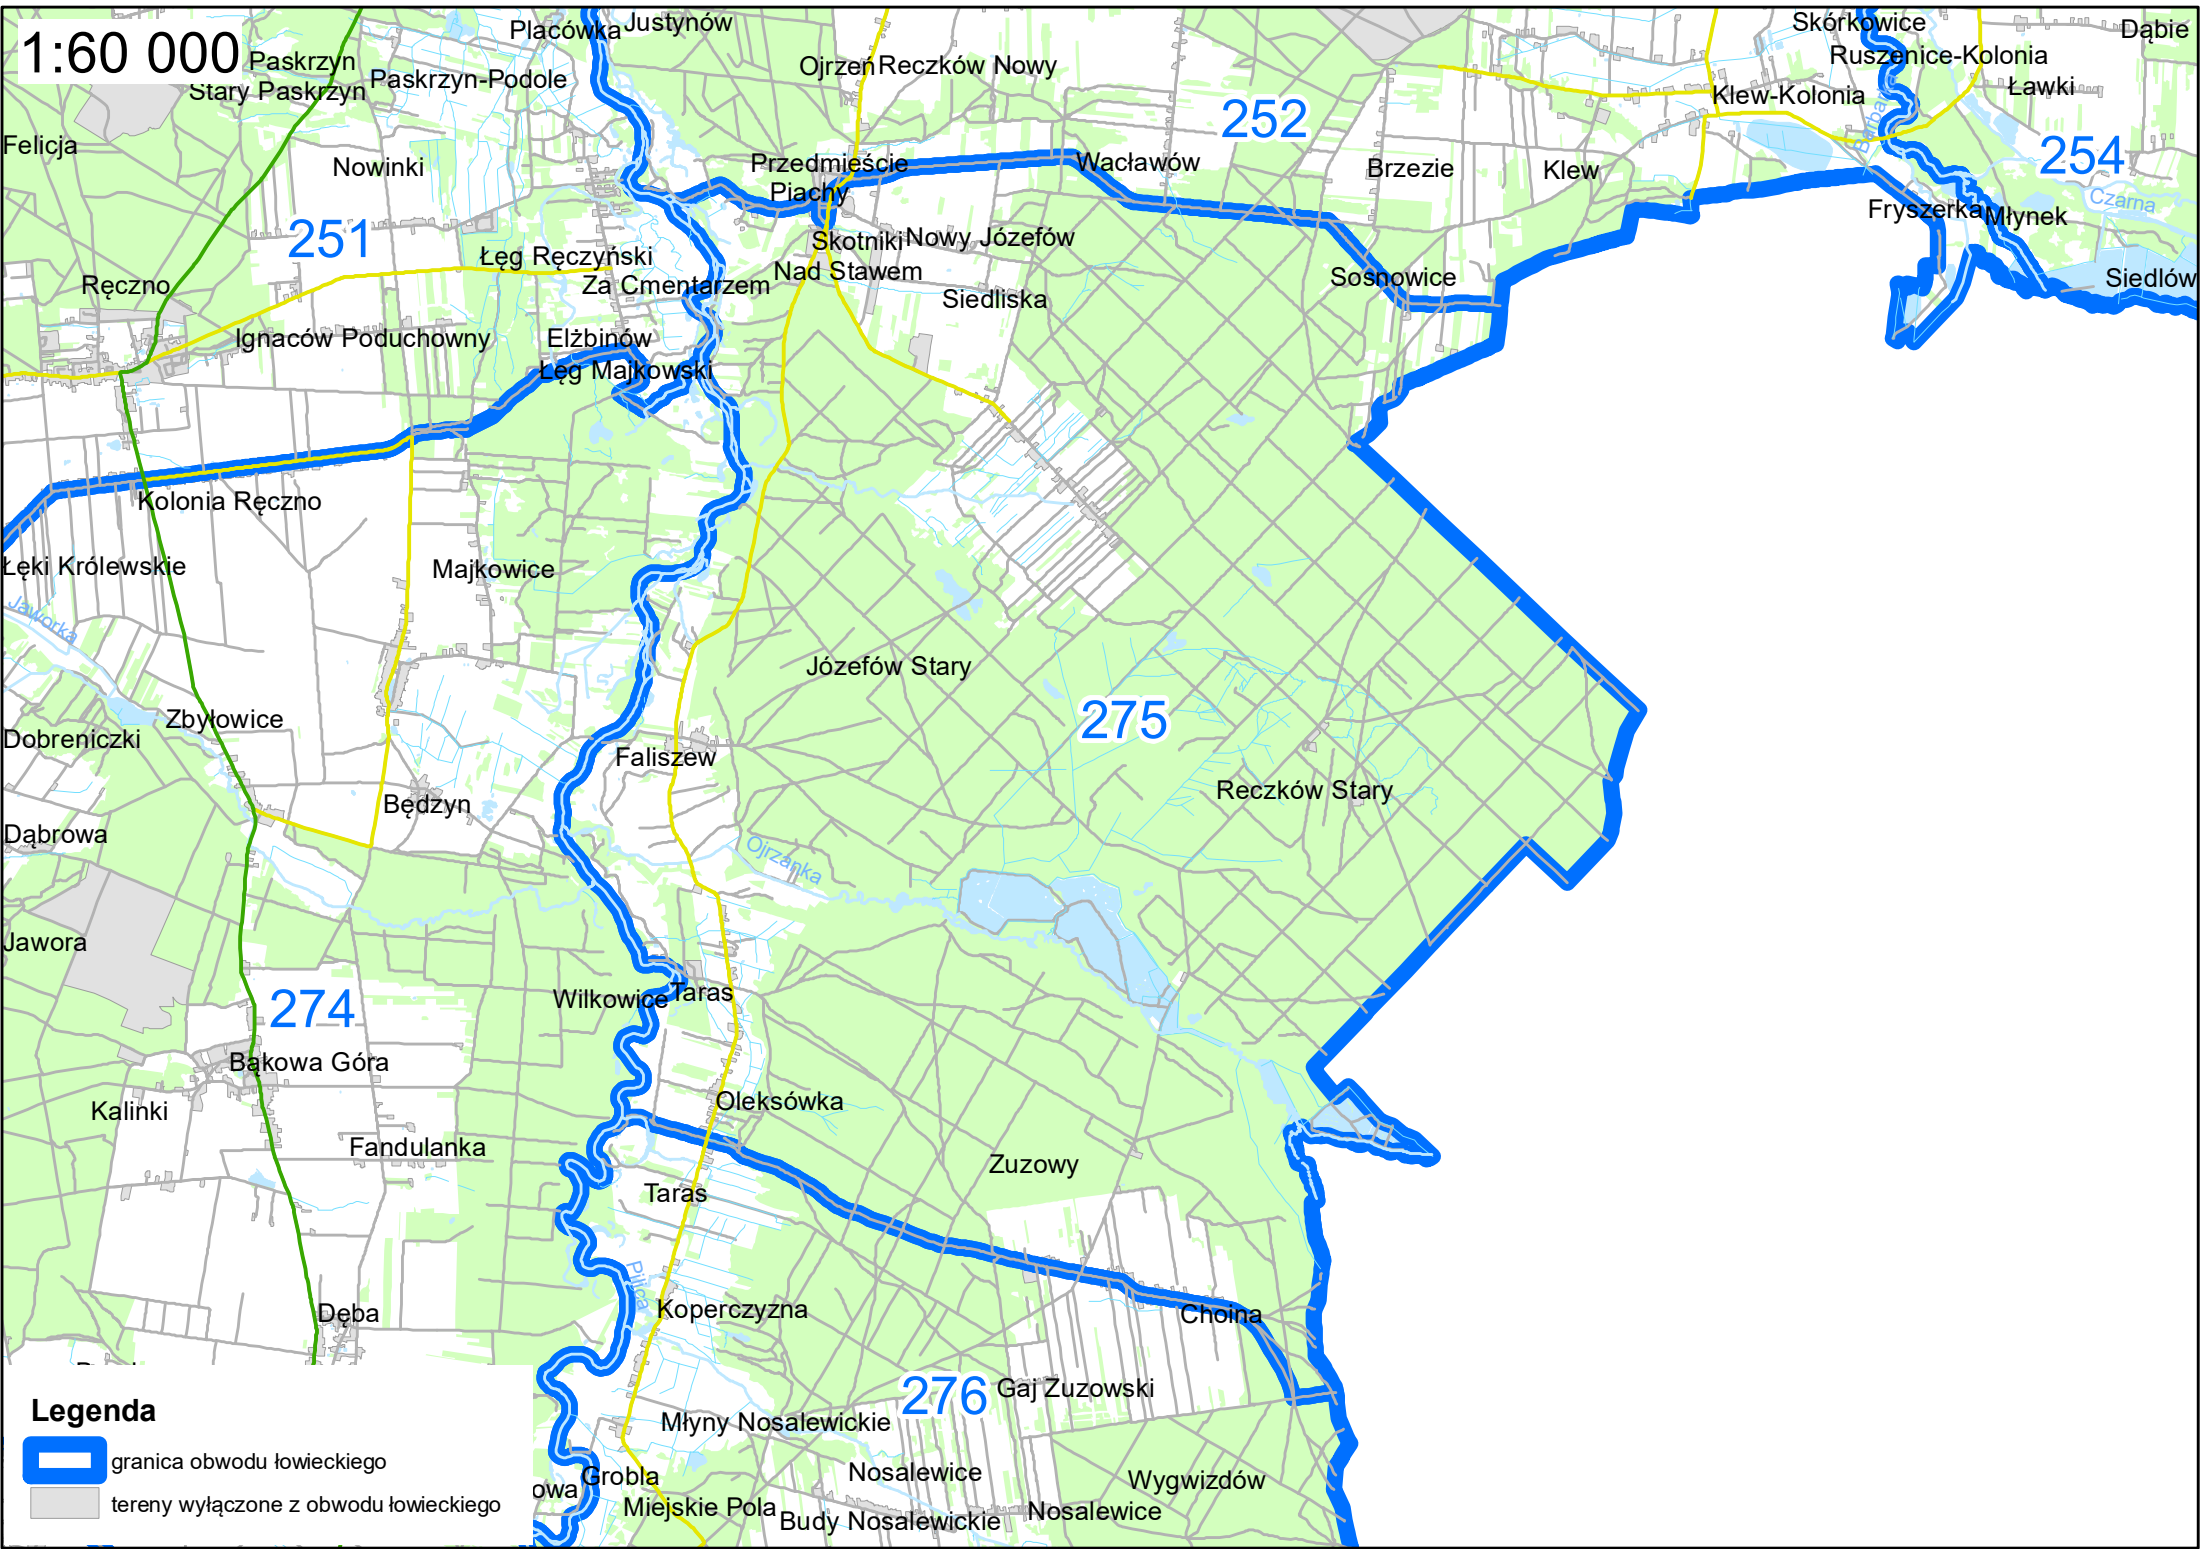 1:60 000
Placówka
Justynów
Skórkowice
Dąbie
Paskrzyn
Ojrzeń
Reczków Nowy
Ruszenice-Kolonia
Stary Paskrzyn
Paskrzyn-Podole
Klew-Kolonia
Ławki
252
Felicja
Nowinki
Przedmieście
Wacławów
Brzezie
Klew
254
Piachy
Czarna
Fryszerka
Młynek
251
Łęg Ręczyński
Skotniki
Nowy Józefów
Ręczno
Za Cmentarzem
Nad Stawem
Siedliska
Sosnowice
Siedlów
Ignaców Poduchowny
Elżbinów
Łęg Majkowski
Kolonia Ręczno
Łęki Królewskie
Majkowice
Jaworka
Józefów Stary
Zbyłowice
275
Dobreniczki
Faliszew
Reczków Stary
Będzyn
Dąbrowa
Ojrzanka
Jawora
274
Wilkowice
Taras
Bąkowa Góra
Kalinki
Oleksówka
Fandulanka
Zuzowy
Taras
Pilica
Dęba
Koperczyzna
Choina
276
Gaj Zuzowski
Młyny Nosalewickie
Legenda
granica obwodu łowieckiego
tereny wyłączone z obwodu łowieckiego
owa
Grobla
Nosalewice
Wygwizdów
Miejskie Pola
Budy Nosalewickie
Nosalewice